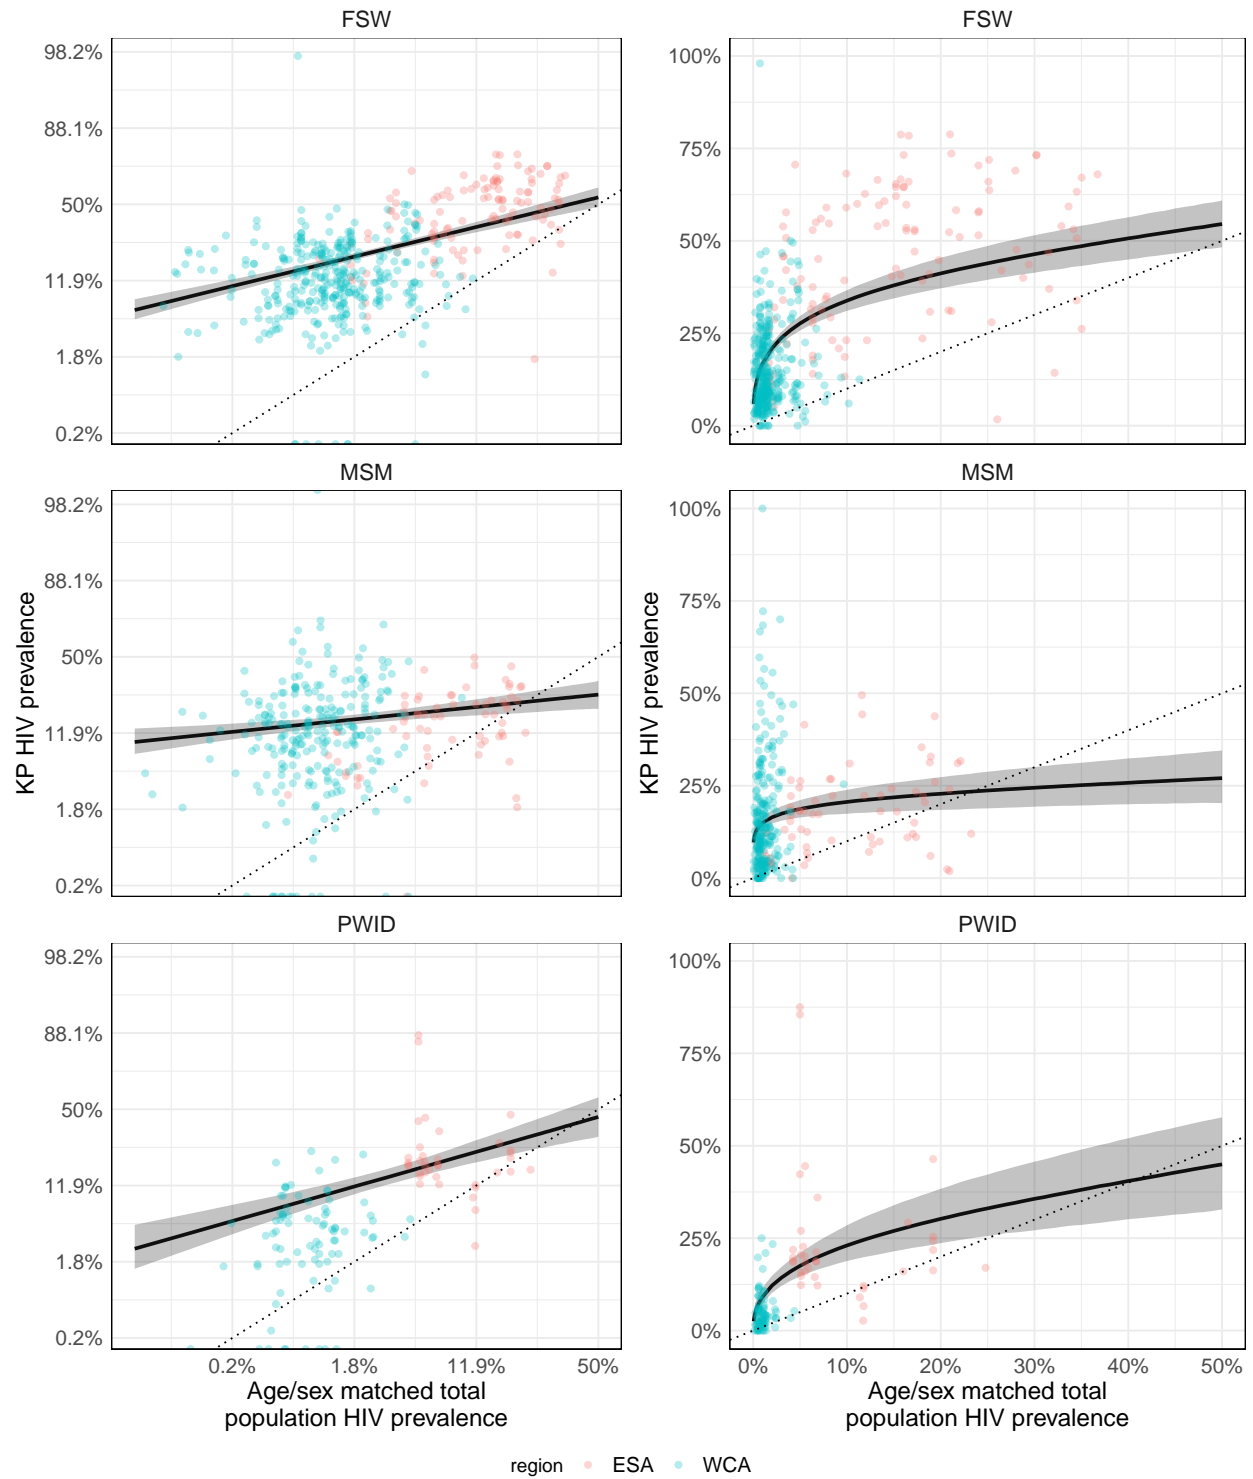 FSW
98.2%
88.1%
50%
11.9%
1.8%
0.2%
FSW
100%
75%
50%
25%
0%
MSM
98.2%
88.1%
50%
11.9%
1.8%
0.2%
KP HIV prevalence
MSM
100%
75%
50%
25%
0%
KP HIV prevalence
PWID
98.2%
88.1%
50%
11.9%
1.8%
0.2%
0.2% 1.8% 11.9% 50%
Age/sex matched total
population HIV prevalence
PWID
100%
75%
50%
25%
0%
0% 10% 20% 30% 40% 50%
Age/sex matched total
population HIV prevalence
region ESA WCA